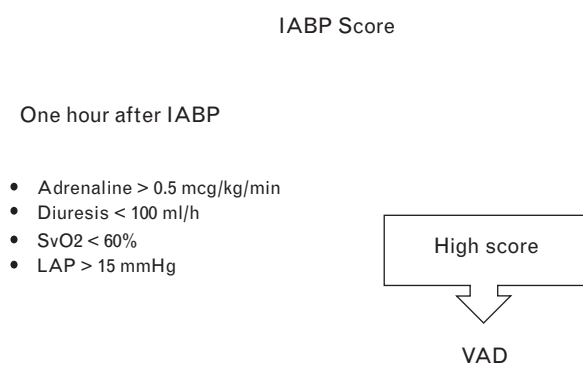 IABP Score
One hour after IABP
• Adrenaline > 0.5 mcg/kg/min
• Diuresis < 100 ml/h
• SvO2 < 60%
• LAP > 15 mmHg
High score
VAD